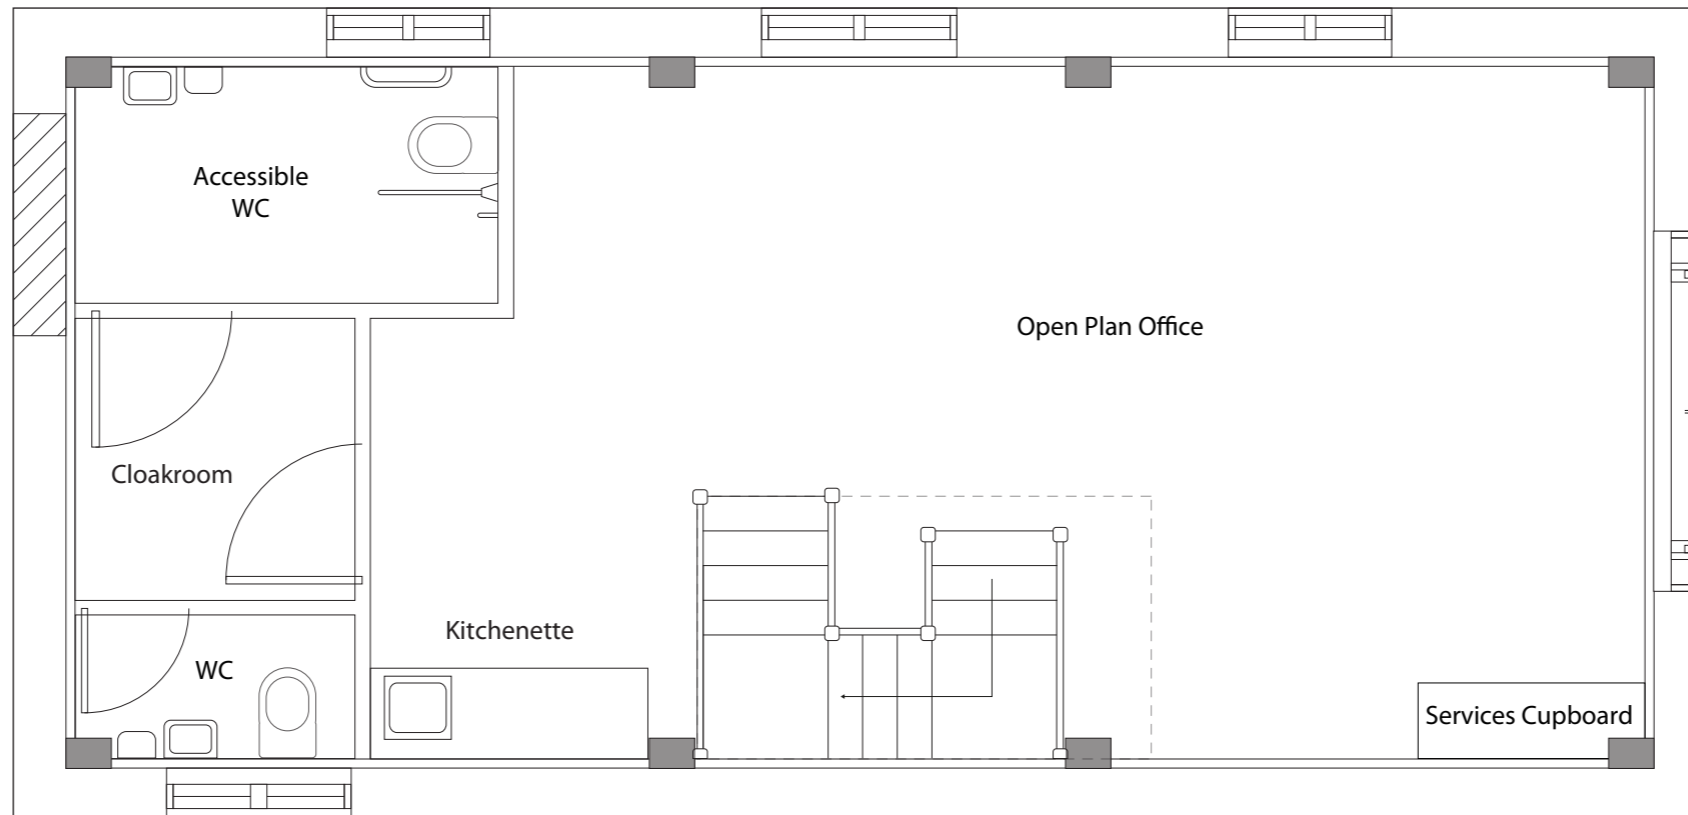 Accessible
WC
Open Plan Office
Cloakroom
Kitchenette
WC
Services Cupboard